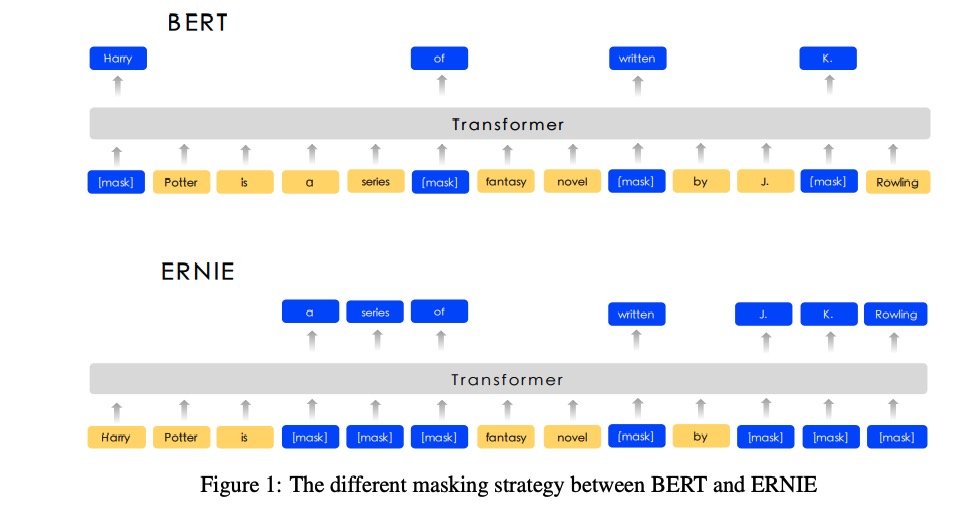 BERT
Harry of written K.
Transformer
[mask] Potter is a series [mask] fantasy novel [mask] by J. [mask] Rowling
ERNIE
a series of written J. K. Rowling
Transformer
Harry Potter is [mask] [mask] [mask] fantasy novel [mask] by [mask] [mask] [mask]
Figure 1: The different masking strategy between BERT and ERNIE